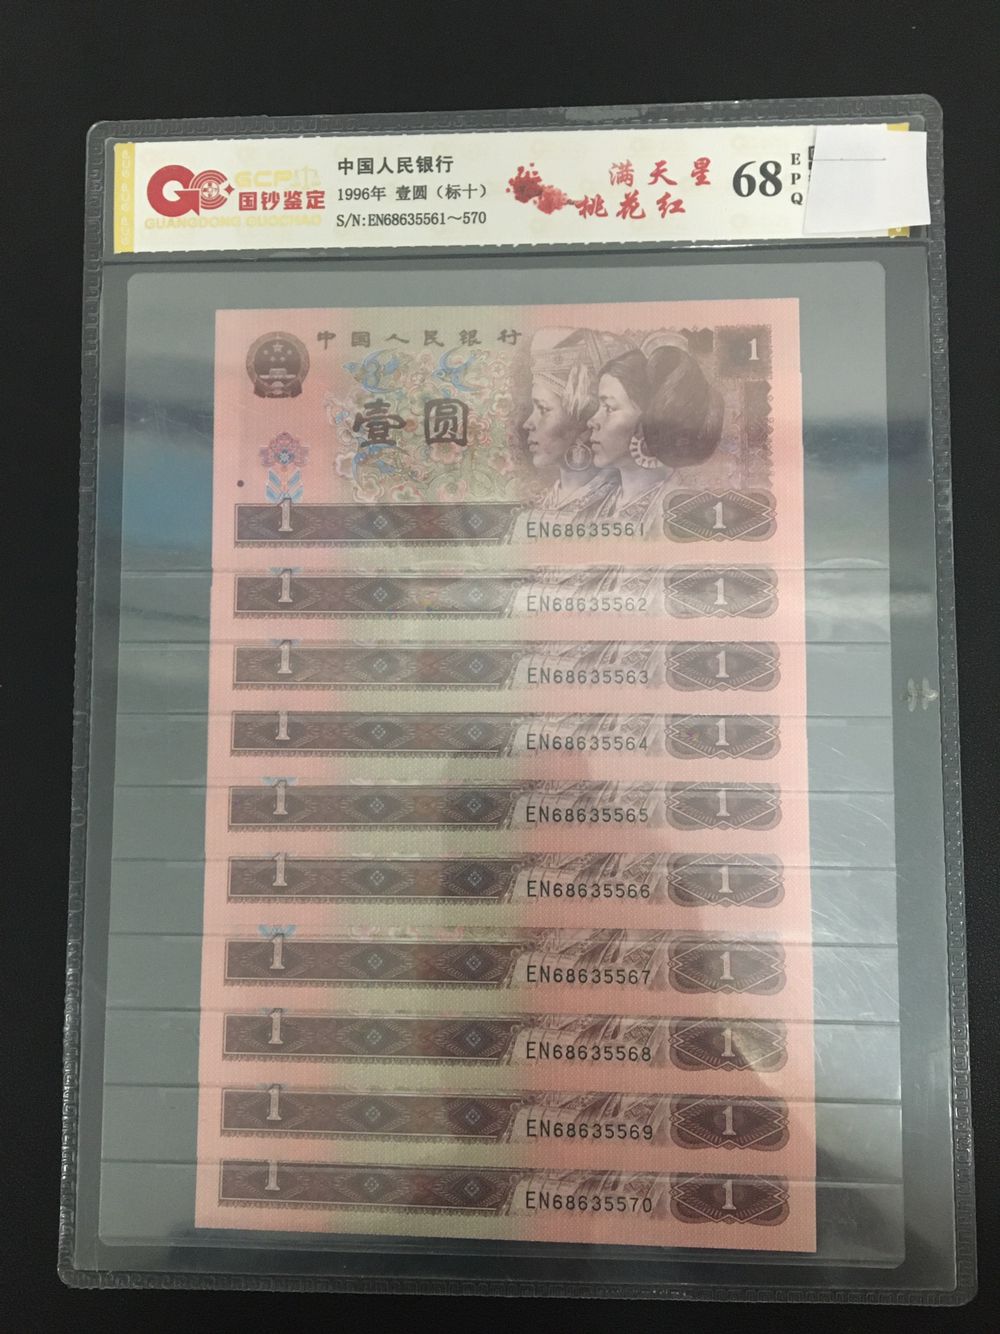 GCP
国钞鉴定
GUANGDONG GUOCHAO
中国人民银行
1996年 壹圆（标十）
S/N:EN68635561～570
满天星
桃花红
68
EPQ
中国人民银行
1
壹圆
1 EN68635561 1
1 EN68635562 1
1 EN68635563 1
1 EN68635564 1
1 EN68635565 1
1 EN68635566 1
1 EN68635567 1
1 EN68635568 1
1 EN68635569 1
1 EN68635570 1